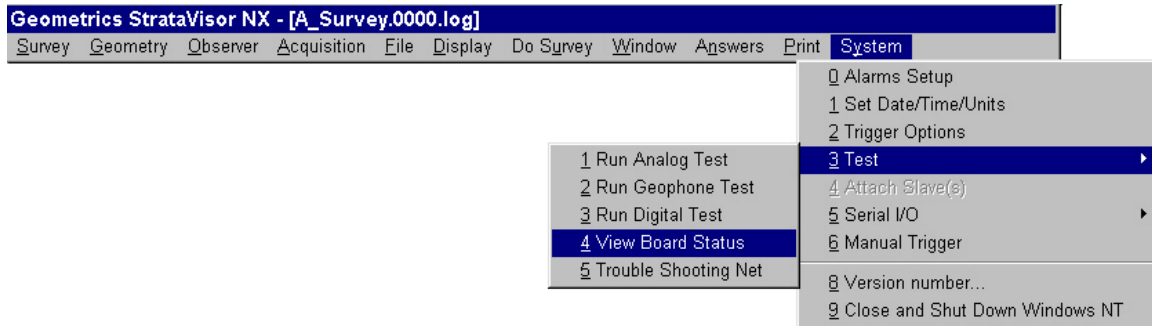 Geometrics StrataVisor NX - [A_Survey.0000.log]
Survey Geometry Observer Acquisition File Display Do Survey Window Answers Print System
0 Alarms Setup
1 Set Date/Time/Units
2 Trigger Options
3 Test
4 Attach Slave(s)
5 Serial I/O
6 Manual Trigger
8 Version number...
9 Close and Shut Down Windows NT
1 Run Analog Test
2 Run Geophone Test
3 Run Digital Test
4 View Board Status
5 Trouble Shooting Net